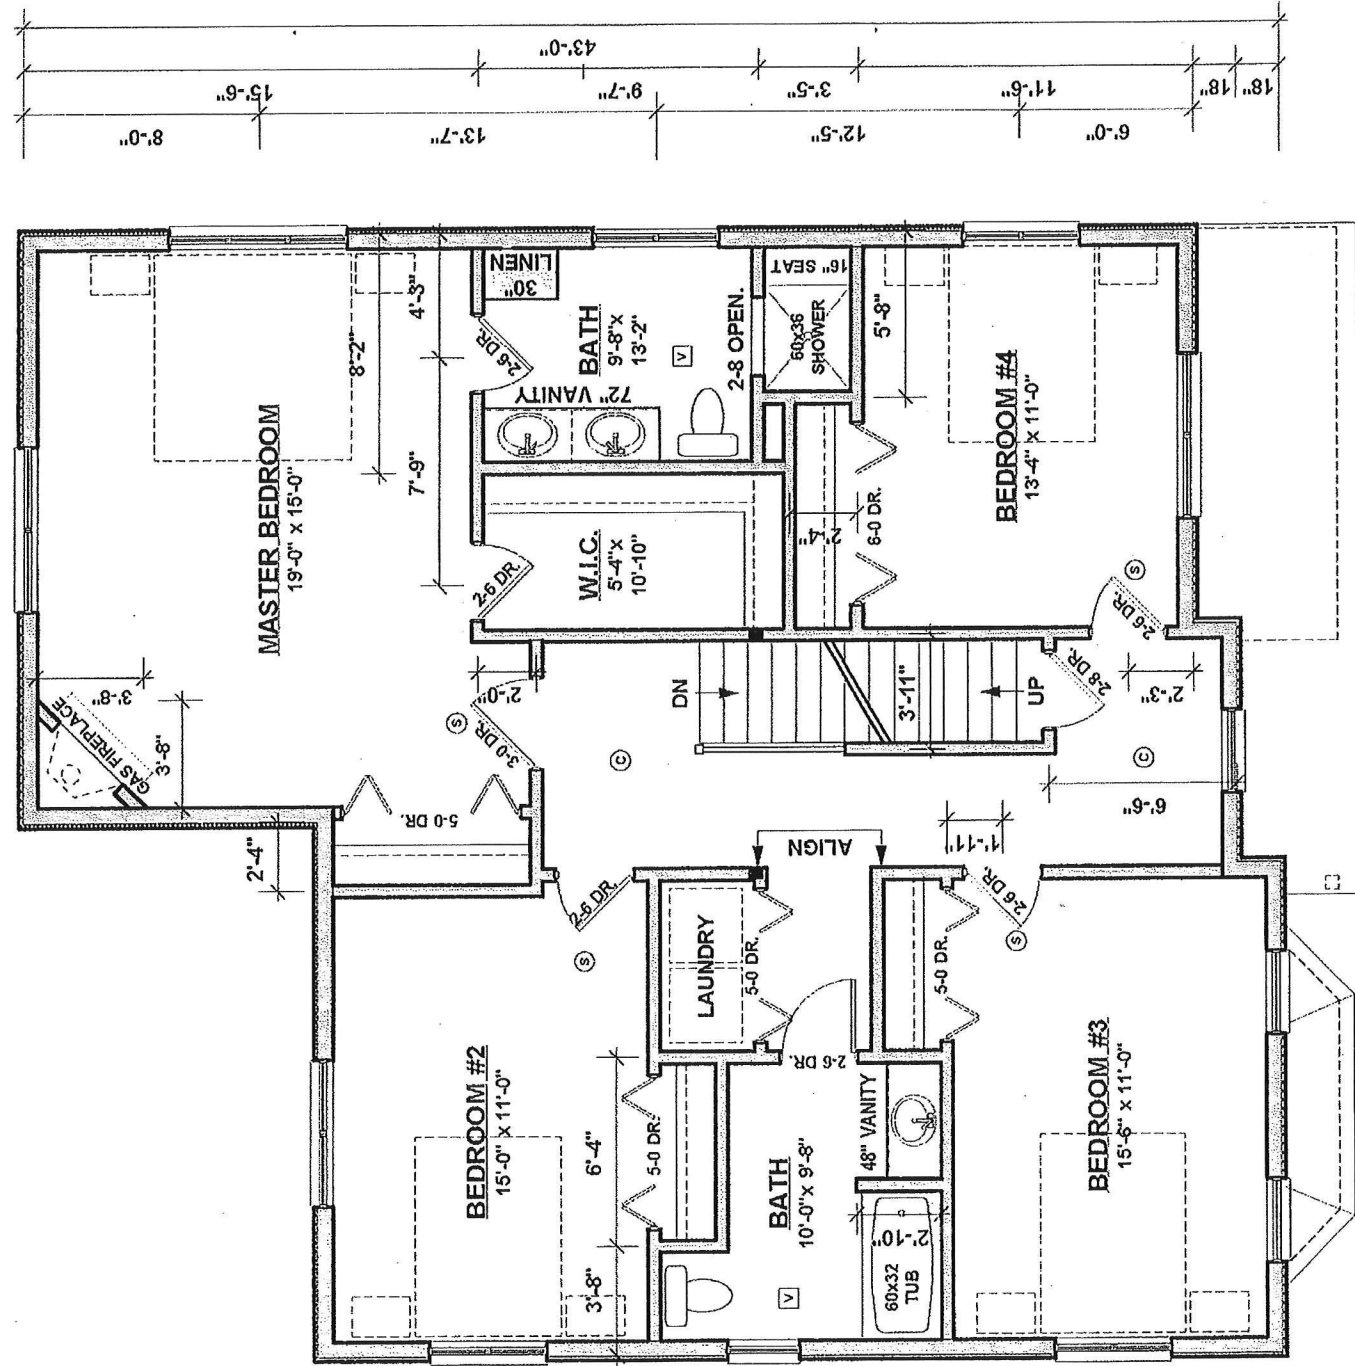 43'-0"
15'-6"
9'-7"
3'-5"
11'-6"
18"
18"
8'-0"
13'-7"
12'-5"
6'-0"
MASTER BEDROOM
19'-0" x 15'-0"
GAS FIREPLACE
3'-8"
3'-8"
8'-2"
4'-3"
7'-9"
2-6 DR.
2-6 DR.
LINEN
30"
BATH
9'-8" x
13'-2"
72" VANITY
V
2-8 OPEN.
16" SEAT
60x36
SHOWER
5'-8"
BEDROOM #4
13'-4" x 11'-0"
2'-4"
6-0 DR.
W.I.C.
5'-4" x
10'-10"
S
2-6 DR.
2'-3"
2-8 DR.
DN
3'-11"
UP
2'-0"
3-0 DR.
S
C
C
5-0 DR.
2'-4"
6'-6"
1'-11"
ALIGN
2-6 DR.
S
BEDROOM #2
15'-0" x 11'-0"
LAUNDRY
5-0 DR.
5-0 DR.
2-6 DR.
S
6'-4"
5-0 DR.
3'-8"
2-6 DR.
BATH
10'-0" x 9'-8"
V
48" VANITY
2'-10"
60x32
TUB
BEDROOM #3
15'-6" x 11'-0"